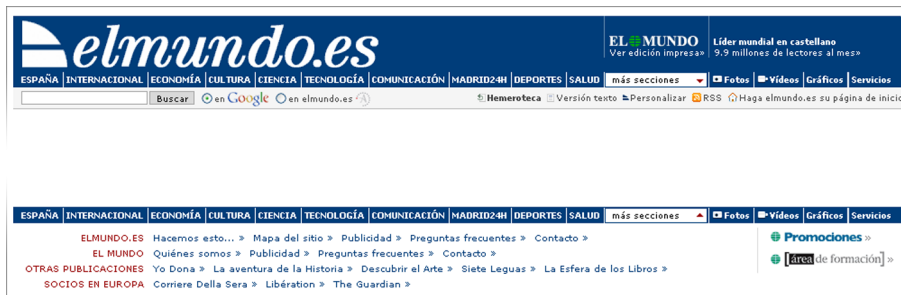 elmundo.es
EL MUNDO
Ver edición impresa»
Líder mundial en castellano
9.9 millones de lectores al mes»
ESPAÑA INTERNACIONAL ECONOMÍA CULTURA CIENCIA TECNOLOGÍA COMUNICACIÓN MADRID24H DEPORTES SALUD más secciones Fotos Vídeos Gráficos Servicios
Buscar en Google en elmundo.es A Hemeroteca Versión texto Personalizar RSS Haga elmundo.es su página de inicio
ESPAÑA INTERNACIONAL ECONOMÍA CULTURA CIENCIA TECNOLOGÍA COMUNICACIÓN MADRID24H DEPORTES SALUD más secciones Fotos Vídeos Gráficos Servicios
ELMUNDO.ES Hacemos esto... » Mapa del sitio » Publicidad » Preguntas frecuentes » Contacto »
EL MUNDO Quiénes somos » Publicidad » Preguntas frecuentes » Contacto »
OTRAS PUBLICACIONES Yo Dona » La aventura de la Historia » Descubrir el Arte » Siete Leguas » La Esfera de los Libros »
SOCIOS EN EUROPA Corriere Della Sera » Libération » The Guardian »
Promociones »
[área de formación] »